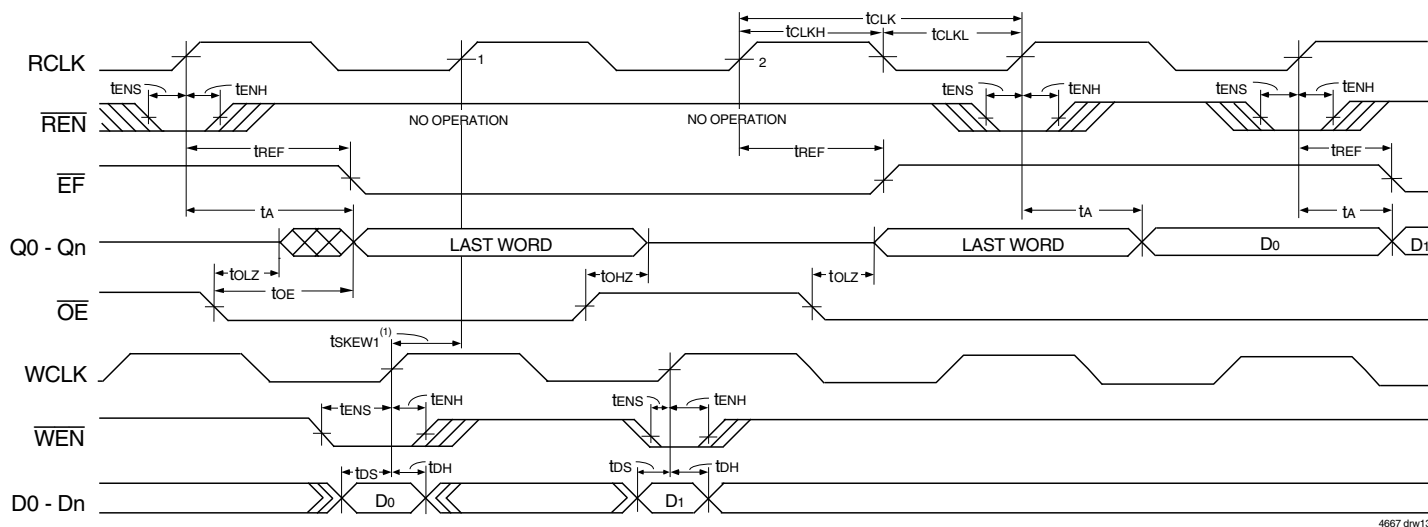 tCLK
tCLKH
tCLKL
RCLK
1
2
tENS
tENH
tENS
tENH
tENS
tENH
REN
NO OPERATION
NO OPERATION
tREF
tREF
tREF
EF
tA
tA
tA
Q0 - Qn
LAST WORD
LAST WORD
D0
D1
tOLZ
tOHZ
tOLZ
tOE
OE
tSKEW1(1)
WCLK
tENS
tENH
tENS
tENH
WEN
tDS
tDH
tDS
tDH
D0 - Dn
D0
D1